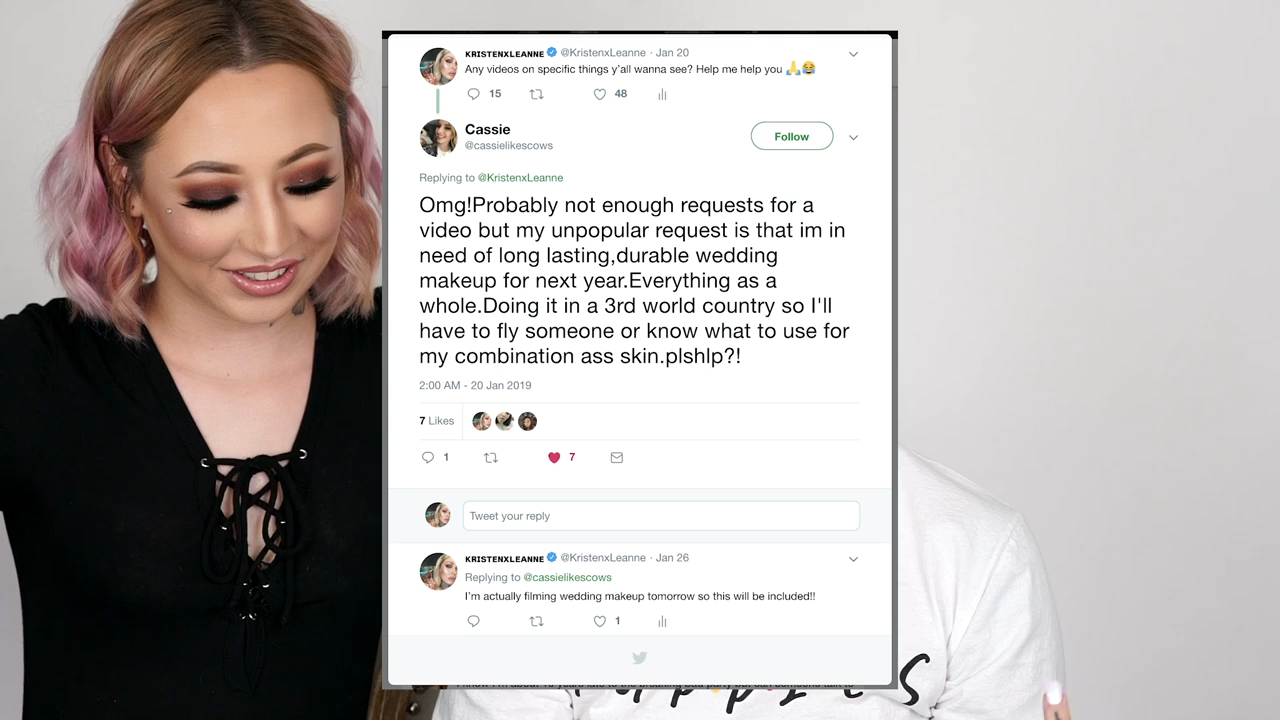 KRISTENXLEANNE @KristenxLeanne · Jan 20
Any videos on specific things y'all wanna see? Help me help you 🙏😂
15 48
Cassie
@cassielikescows
Follow
Replying to @KristenxLeanne
Omg!Probably not enough requests for a
video but my unpopular request is that im in
need of long lasting,durable wedding
makeup for next year.Everything as a
whole.Doing it in a 3rd world country so I'll
have to fly someone or know what to use for
my combination ass skin.plshlp?!
2:00 AM - 20 Jan 2019
7 Likes
1 7
Tweet your reply
KRISTENXLEANNE @KristenxLeanne · Jan 26
Replying to @cassielikescows
I'm actually filming wedding makeup tomorrow so this will be included!!
1